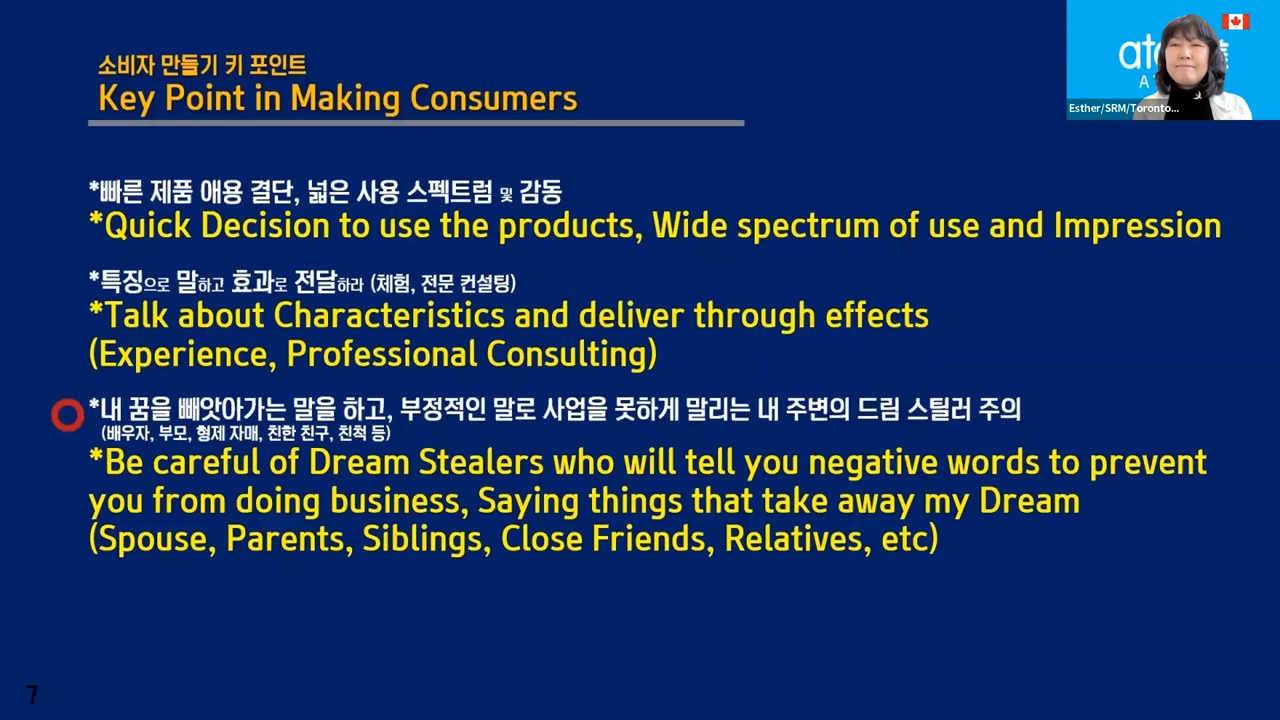 소비자 만들기 키 포인트
Key Point in Making Consumers
*빠른 제품 애용 결단, 넓은 사용 스펙트럼 및 감동
*Quick Decision to use the products, Wide spectrum of use and Impression
*특징으로 말하고 효과로 전달하라 (체험, 전문 컨설팅)
*Talk about Characteristics and deliver through effects
(Experience, Professional Consulting)
*내 꿈을 빼앗아가는 말을 하고, 부정적인 말로 사업을 못하게 말리는 내 주변의 드림 스틸러 주의
(배우자, 부모, 형제 자매, 친한 친구, 친척 등)
*Be careful of Dream Stealers who will tell you negative words to prevent
you from doing business, Saying things that take away my Dream
(Spouse, Parents, Siblings, Close Friends, Relatives, etc)
7
Esther/SRM/Toronto...